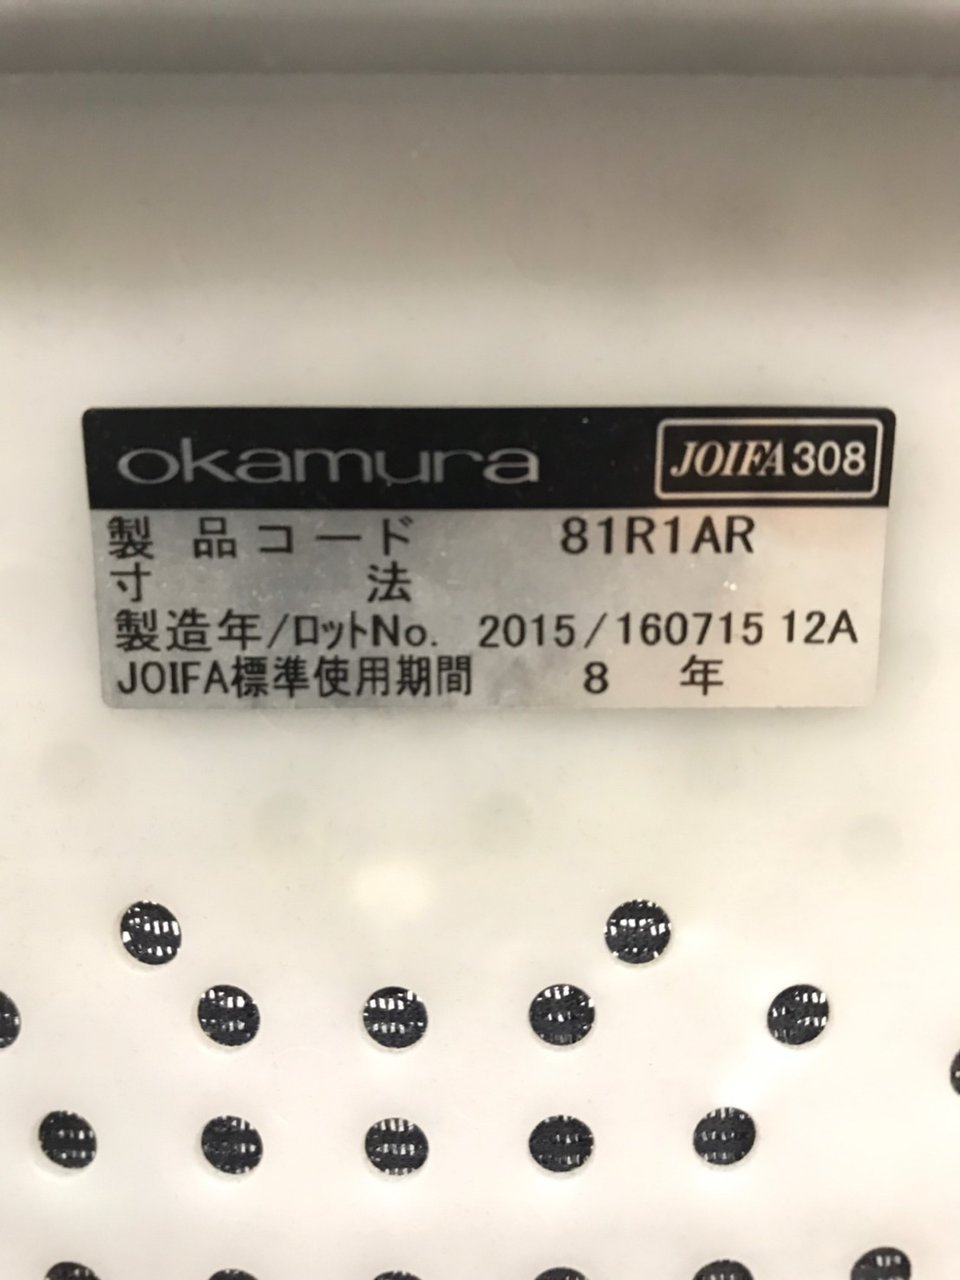 okamura JOIFA308
製品コード 81R1AR
寸法
製造年/ロットNo. 2015/160715 12A
JOIFA標準使用期間 8 年